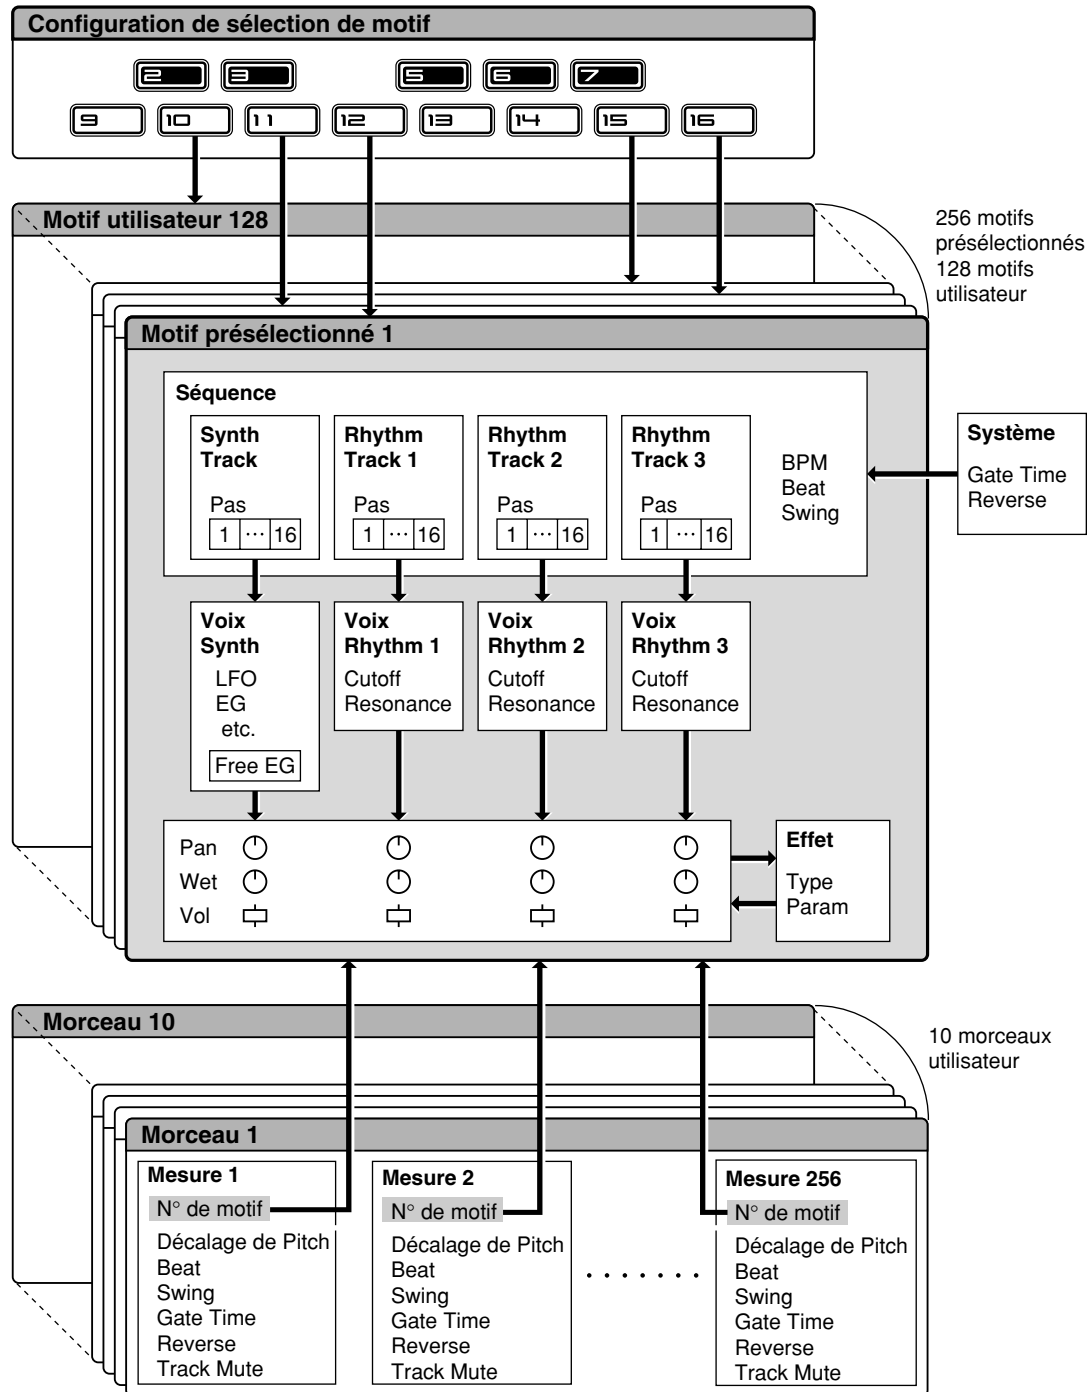 Configuration de sélection de motif
2 3 5 6 7
9 10 11 12 13 14 15 16
Motif utilisateur 128
256 motifs
présélectionnés
128 motifs
utilisateur
Motif présélectionné 1
Séquence
Synth
Track
Pas
1 ··· 16
Rhythm
Track 1
Pas
1 ··· 16
Rhythm
Track 2
Pas
1 ··· 16
Rhythm
Track 3
Pas
1 ··· 16
BPM
Beat
Swing
Système
Gate Time
Reverse
Voix
Synth
LFO
EG
etc.
Free EG
Voix
Rhythm 1
Cutoff
Resonance
Voix
Rhythm 2
Cutoff
Resonance
Voix
Rhythm 3
Cutoff
Resonance
Pan
Wet
Vol
Effet
Type
Param
Morceau 10
10 morceaux
utilisateur
Morceau 1
Mesure 1
N° de motif
Décalage de Pitch
Beat
Swing
Gate Time
Reverse
Track Mute
Mesure 2
N° de motif
Décalage de Pitch
Beat
Swing
Gate Time
Reverse
Track Mute
· · · · · · ·
Mesure 256
N° de motif
Décalage de Pitch
Beat
Swing
Gate Time
Reverse
Track Mute